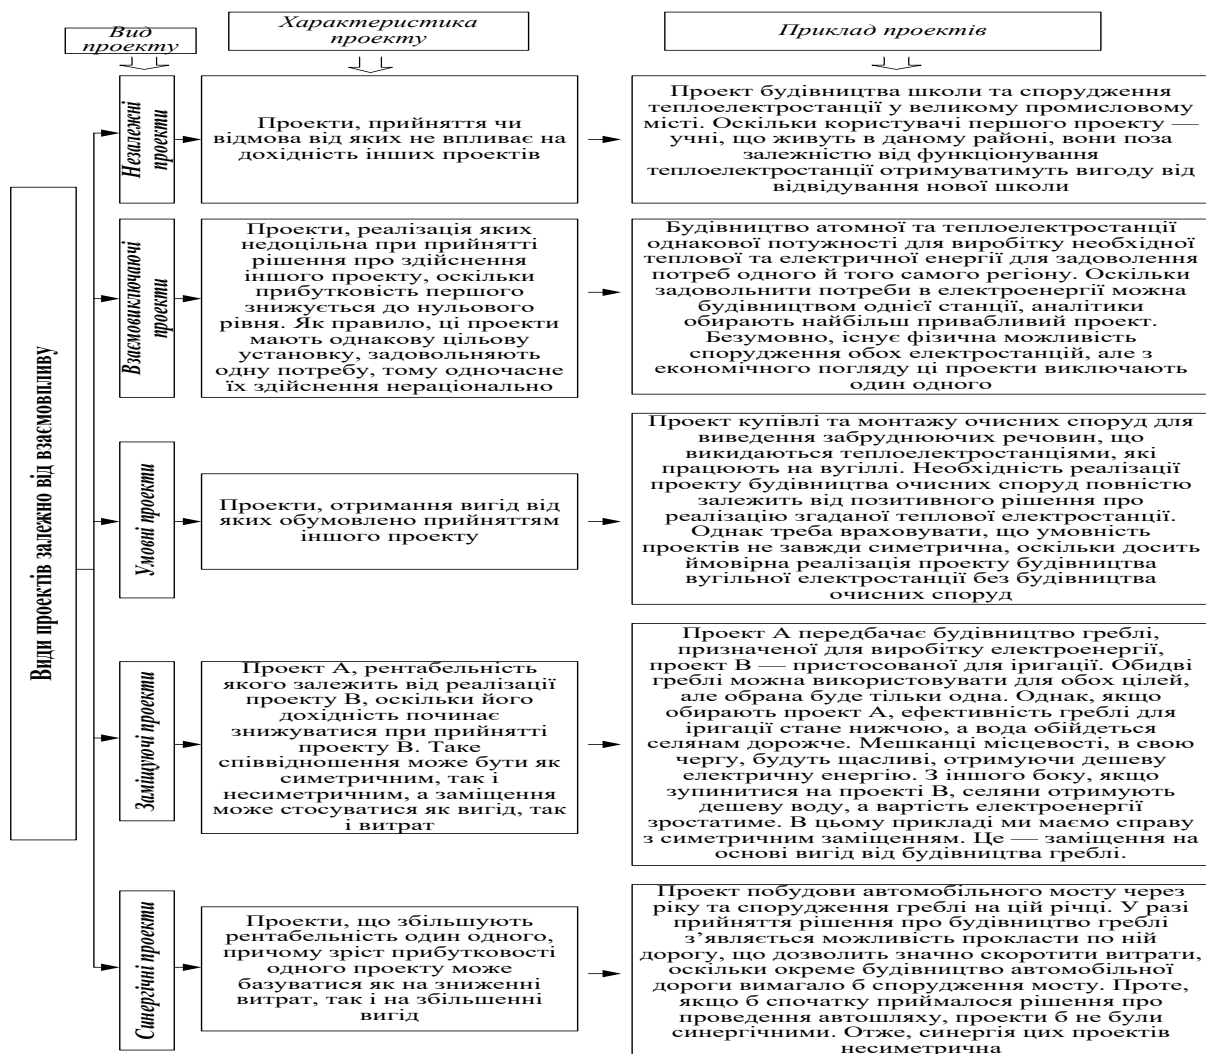 Вид
проекту
Характеристика
проекту
Приклад проектів
Види проектів залежно від взаємовпливу
Незалежні
проекти
Проекти, прийняття чи
відмова від яких не впливає на
дохідність інших проектів
Проект будівництва школи та спорудження
теплоелектростанції у великому промисловому
місті. Оскільки користувачі першого проекту —
учні, що живуть в даному районі, вони поза
залежністю від функціонування
теплоелектростанції отримуватимуть вигоду від
відвідування нової школи
Взаємовиключаючі
проекти
Проекти, реалізація яких
недоцільна при прийнятті
рішення про здійснення
іншого проекту, оскільки
прибутковість першого
знижується до нульового
рівня. Як правило, ці проекти
мають однакову цільову
установку, задовольняють
одну потребу, тому одночасне
їх здійснення нераціонально
Будівництво атомної та теплоелектростанції
однакової потужності для виробітку необхідної
теплової та електричної енергії для задоволення
потреб одного й того самого регіону. Оскільки
задовольнити потреби в електроенергії можна
будівництвом однієї станції, аналітики
обирають найбільш привабливий проект.
Безумовно, існує фізична можливість
спорудження обох електростанцій, але з
економічного погляду ці проекти виключають
один одного
Умовні проекти
Проекти, отримання вигід від
яких обумовлено прийняттям
іншого проекту
Проект купівлі та монтажу очисних споруд для
виведення забруднюючих речовин, що
викидаються теплоелектростанціями, які
працюють на вугіллі. Необхідність реалізації
проекту будівництва очисних споруд повністю
залежить від позитивного рішення про
реалізацію згаданої теплової електростанції.
Однак треба враховувати, що умовність
проектів не завжди симетрична, оскільки досить
ймовірна реалізація проекту будівництва
вугільної електростанції без будівництва
очисних споруд
Заміщуючі проекти
Проект А, рентабельність
якого залежить від реалізації
проекту В, оскільки його
дохідність починає
знижуватися при прийнятті
проекту В. Таке
співвідношення може бути як
симетричним, так і
несиметричним, а заміщення
може стосуватися як вигід, так
і витрат
Проект А передбачає будівництво греблі,
призначеної для виробітку електроенергії,
проект В — пристосованої для іригації. Обидві
греблі можна використовувати для обох цілей,
але обрана буде тільки одна. Однак, якщо
обирають проект А, ефективність греблі для
іригації стане нижчою, а вода обійдеться
селянам дорожче. Мешканці місцевості, в свою
чергу, будуть щасливі, отримуючи дешеву
електричну енергію. З іншого боку, якщо
зупинитися на проекті В, селяни отримують
дешеву воду, а вартість електроенергії
зростатиме. В цьому прикладі ми маємо справу
з симетричним заміщенням. Це — заміщення на
основі вигід від будівництва греблі.
Синергічні проекти
Проекти, що збільшують
рентабельність один одного,
причому зріст прибутковості
одного проекту може
базуватися як на зниженні
витрат, так і на збільшенні
вигід
Проект побудови автомобільного мосту через
ріку та спорудження греблі на цій річці. У разі
прийняття рішення про будівництво греблі
з’являється можливість прокласти по ній
дорогу, що дозволить значно скоротити витрати,
оскільки окреме будівництво автомобільної
дороги вимагало б спорудження мосту. Проте,
якщо б спочатку приймалося рішення про
проведення автошляху, проекти б не були
синергічними. Отже, синергія цих проектів
несиметрична